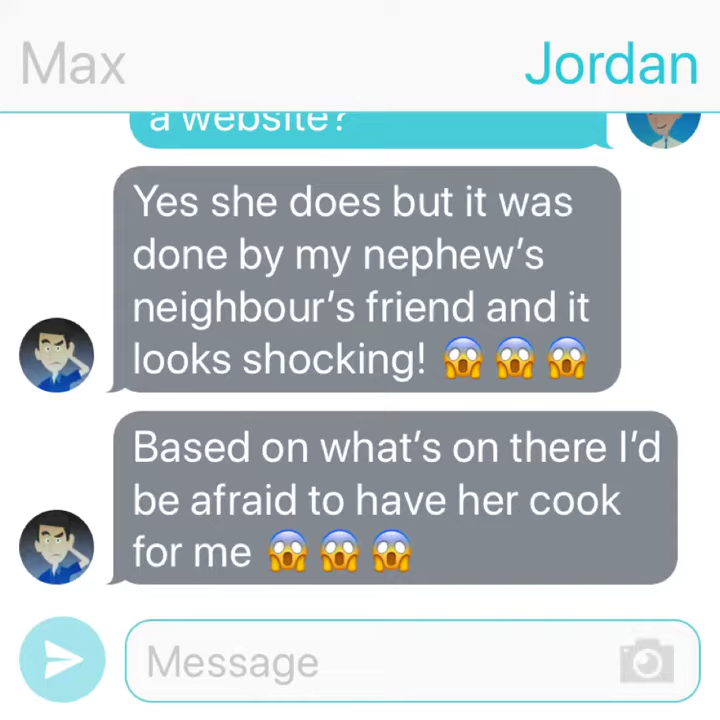 Max
Jordan
a website?
Yes she does but it was
done by my nephew’s
neighbour’s friend and it
looks shocking! 😱 😱 😱
Based on what’s on there I’d
be afraid to have her cook
for me 😱 😱 😱
Message